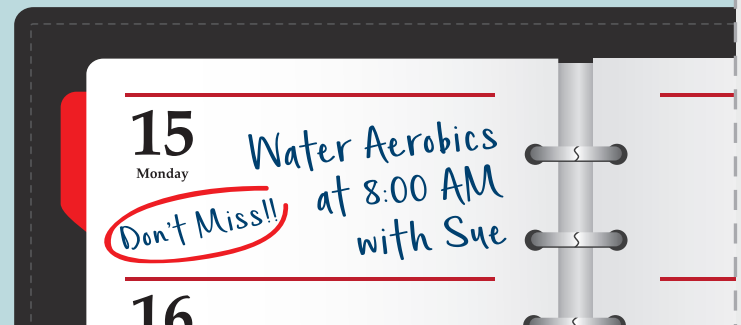 15
Monday
Water Aerobics
at 8:00 AM
with Sue
Don't Miss!!
16